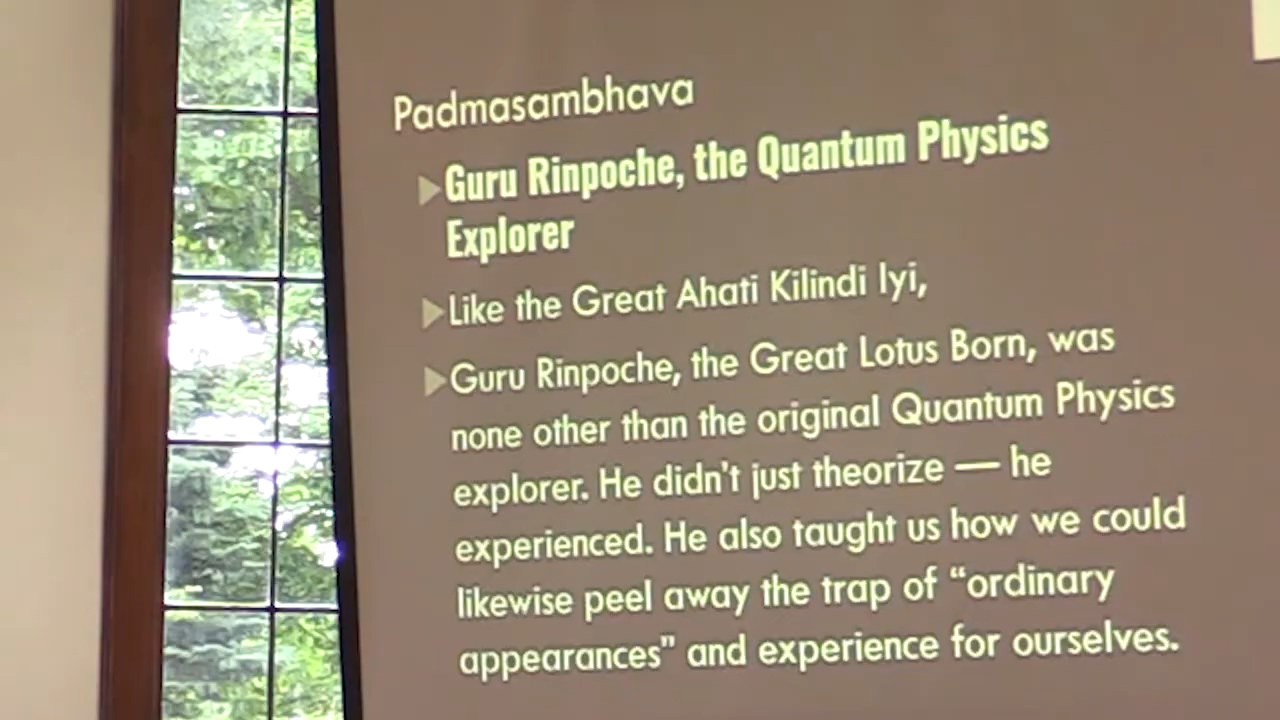 Padmasambhava
Guru Rinpoche, the Quantum Physics
Explorer
Like the Great Ahati Kilindi Iyi,
Guru Rinpoche, the Great Lotus Born, was
none other than the original Quantum Physics
explorer. He didn't just theorize — he
experienced. He also taught us how we could
likewise peel away the trap of “ordinary
appearances" and experience for ourselves.